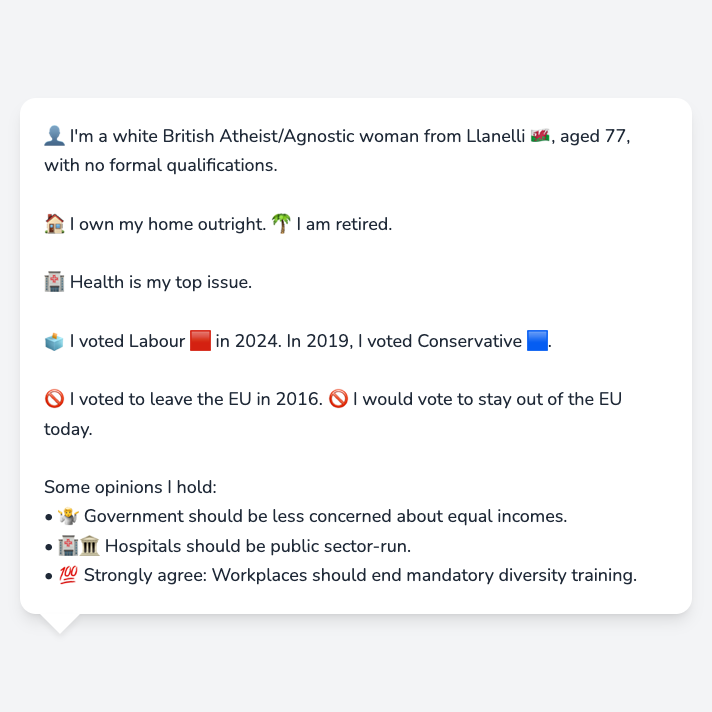 👤 I'm a white British Atheist/Agnostic woman from Llanelli 🏴󠁧󠁢󠁷󠁬󠁳󠁿, aged 77,
with no formal qualifications.
🏠 I own my home outright. 🌴 I am retired.
🏥 Health is my top issue.
🗳️ I voted Labour 🟥 in 2024. In 2019, I voted Conservative 🟦.
🚫 I voted to leave the EU in 2016. 🚫 I would vote to stay out of the EU
today.
Some opinions I hold:
• 🤷 Government should be less concerned about equal incomes.
• 🏥🏛️ Hospitals should be public sector-run.
• 💯 Strongly agree: Workplaces should end mandatory diversity training.